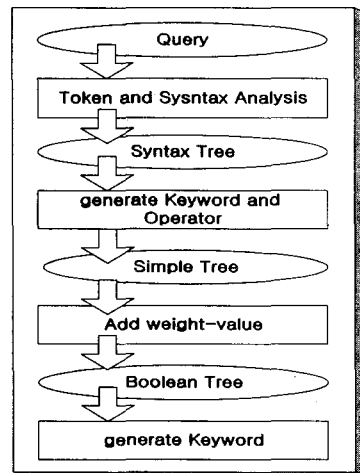 Query
Token and Sysntax Analysis
Syntax Tree
generate Keyword and
Operator
Simple Tree
Add weight-value
Boolean Tree
generate Keyword